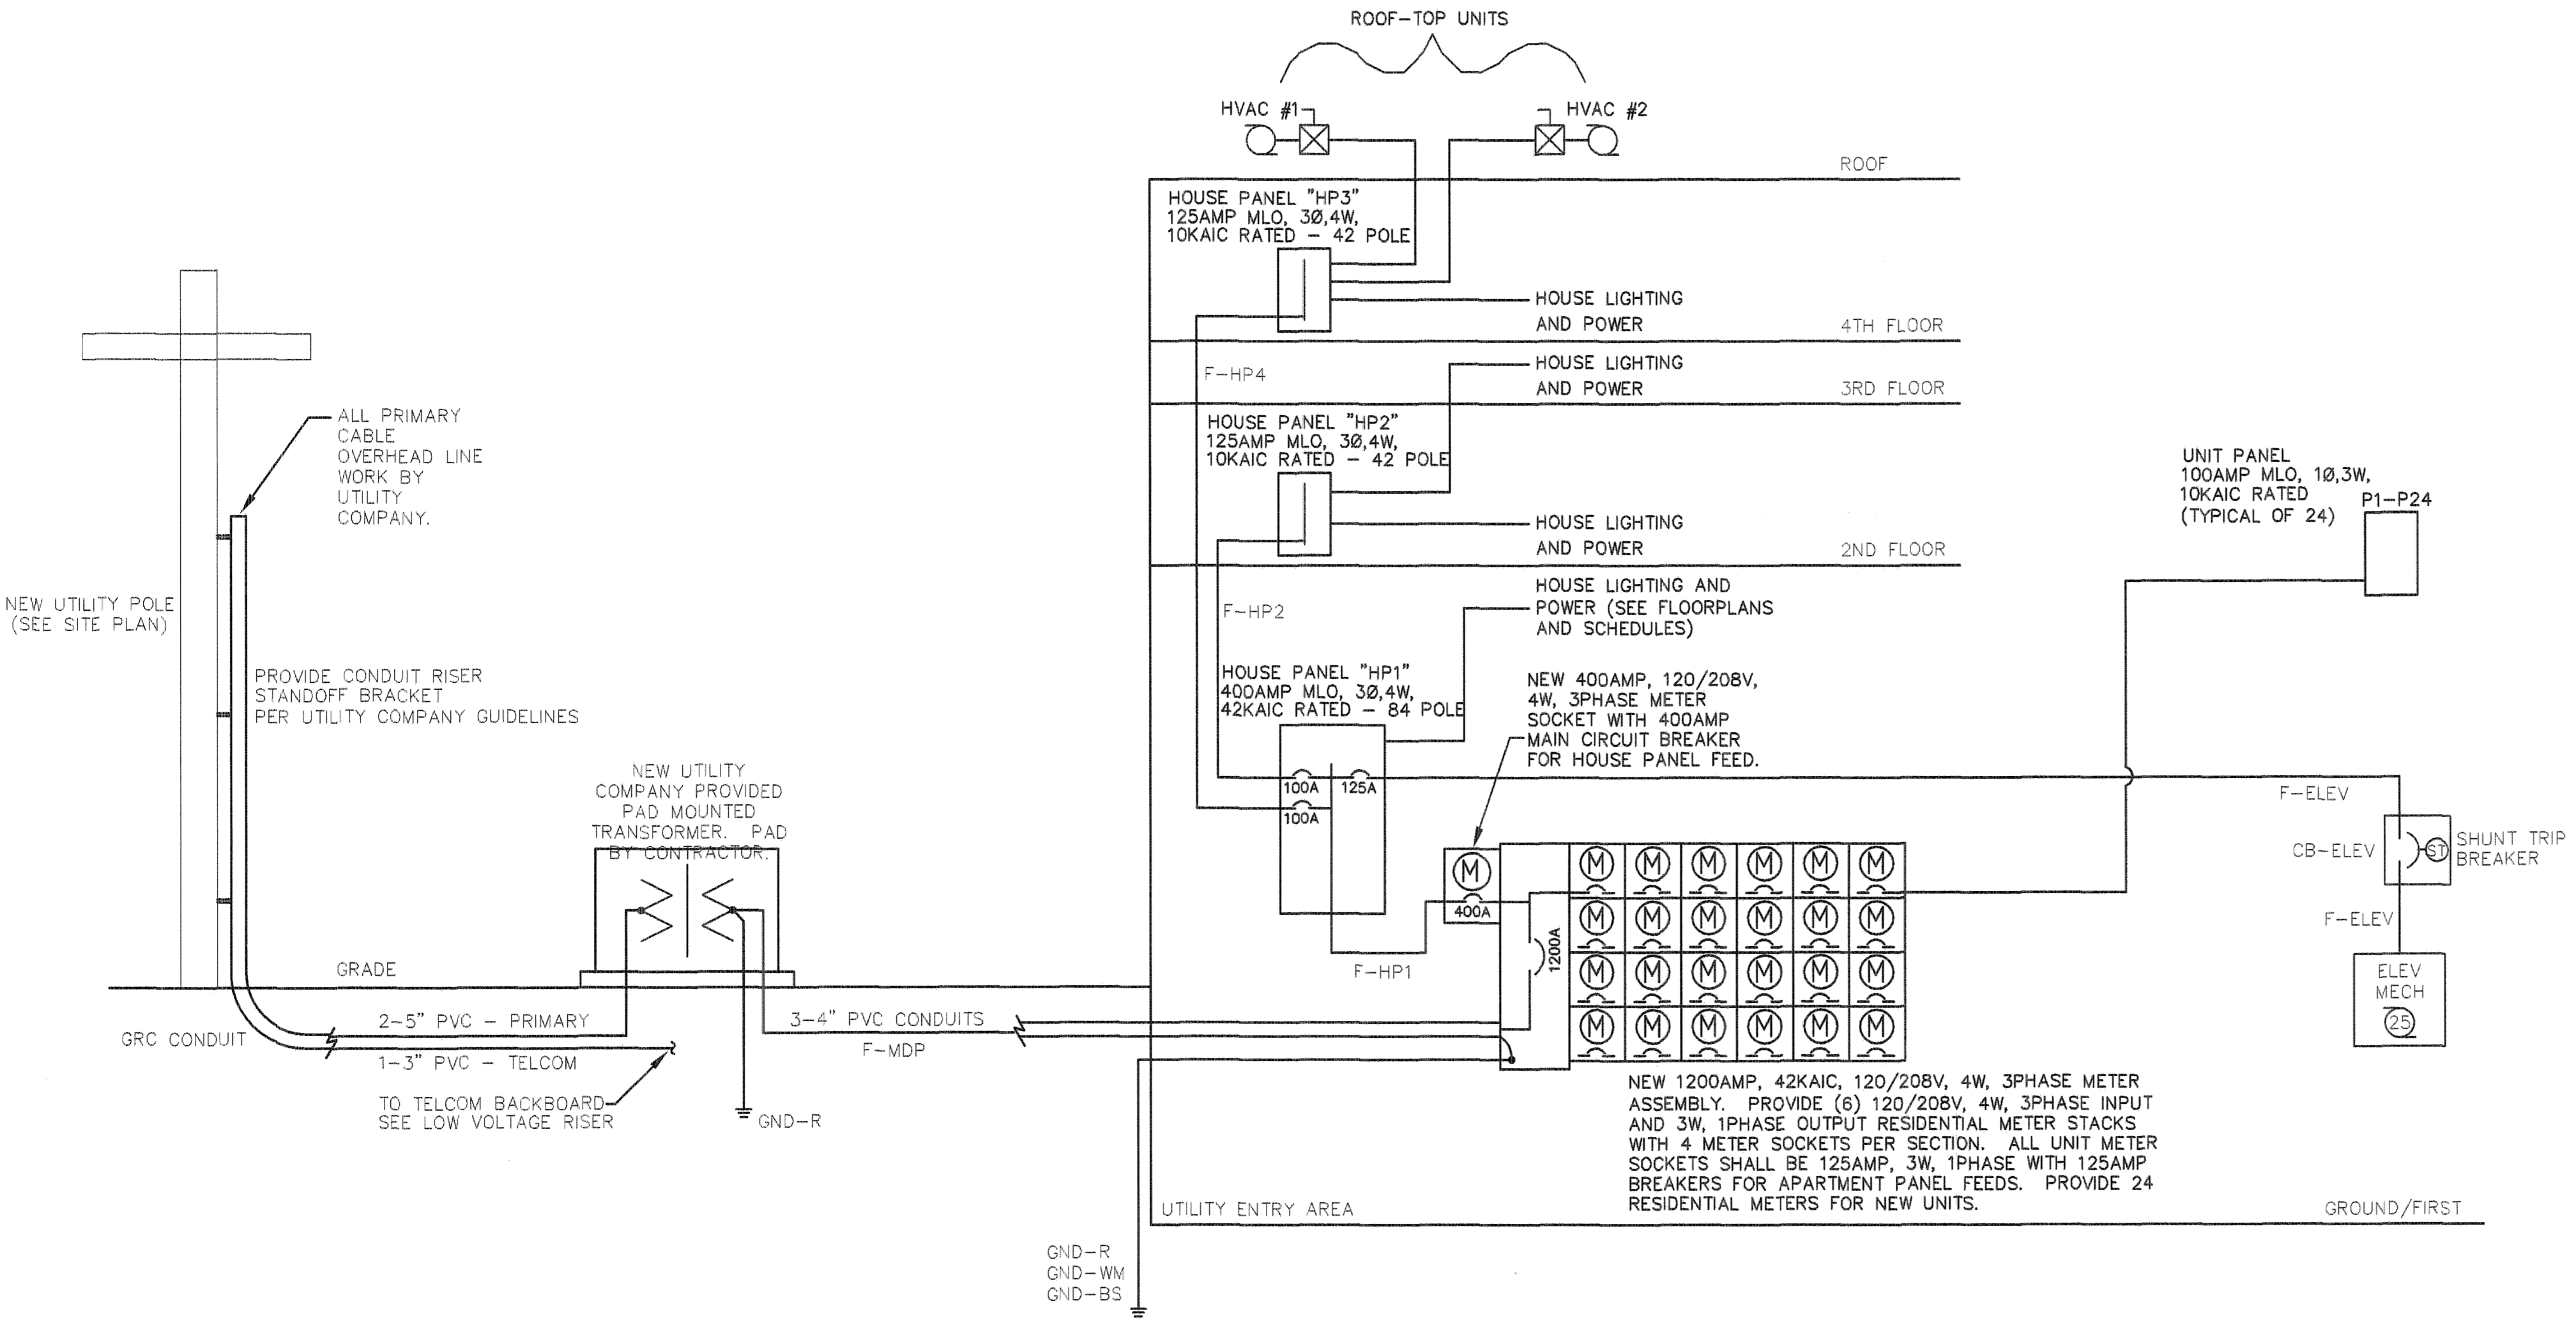 ROOF-TOP UNITS
HVAC #1
HVAC #2
ROOF
HOUSE PANEL "HP3"
125AMP MLO, 3Ø,4W,
10KAIC RATED - 42 POLE
HOUSE LIGHTING
AND POWER
4TH FLOOR
F-HP4
HOUSE LIGHTING
AND POWER
3RD FLOOR
HOUSE PANEL "HP2"
125AMP MLO, 3Ø,4W,
10KAIC RATED - 42 POLE
HOUSE LIGHTING
AND POWER
2ND FLOOR
F-HP2
HOUSE LIGHTING AND
POWER (SEE FLOORPLANS
AND SCHEDULES)
HOUSE PANEL "HP1"
400AMP MLO, 3Ø,4W,
42KAIC RATED - 84 POLE
100A
125A
100A
F-HP1
NEW 400AMP, 120/208V,
4W, 3PHASE METER
SOCKET WITH 400AMP
MAIN CIRCUIT BREAKER
FOR HOUSE PANEL FEED.
M
400A
1200A
M M M M M M
M M M M M M
M M M M M M
M M M M M M
UNIT PANEL
100AMP MLO, 1Ø,3W,
10KAIC RATED
(TYPICAL OF 24)
P1-P24
F-ELEV
CB-ELEV
ST
SHUNT TRIP
BREAKER
F-ELEV
ELEV
MECH
25
NEW 1200AMP, 42KAIC, 120/208V, 4W, 3PHASE METER
ASSEMBLY. PROVIDE (6) 120/208V, 4W, 3PHASE INPUT
AND 3W, 1PHASE OUTPUT RESIDENTIAL METER STACKS
WITH 4 METER SOCKETS PER SECTION. ALL UNIT METER
SOCKETS SHALL BE 125AMP, 3W, 1PHASE WITH 125AMP
BREAKERS FOR APARTMENT PANEL FEEDS. PROVIDE 24
RESIDENTIAL METERS FOR NEW UNITS.
UTILITY ENTRY AREA
GROUND/FIRST
GND-R
GND-WM
GND-BS
ALL PRIMARY
CABLE
OVERHEAD LINE
WORK BY
UTILITY
COMPANY.
NEW UTILITY POLE
(SEE SITE PLAN)
PROVIDE CONDUIT RISER
STANDOFF BRACKET
PER UTILITY COMPANY GUIDELINES
NEW UTILITY
COMPANY PROVIDED
PAD MOUNTED
TRANSFORMER. PAD
BY CONTRACTOR.
GRADE
GRC CONDUIT
2-5" PVC - PRIMARY
1-3" PVC - TELCOM
TO TELCOM BACKBOARD
SEE LOW VOLTAGE RISER
GND-R
3-4" PVC CONDUITS
F-MDP